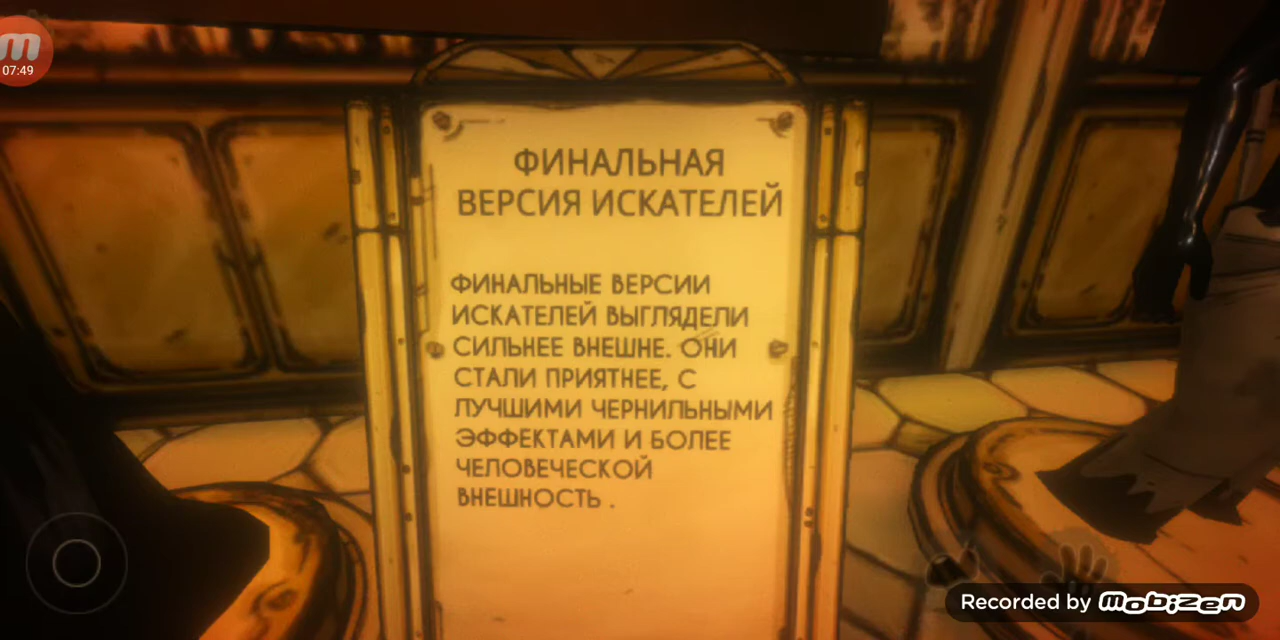 m
07:49
ФИНАЛЬНАЯ
ВЕРСИЯ ИСКАТЕЛЕЙ
ФИНАЛЬНЫЕ ВЕРСИИ
ИСКАТЕЛЕЙ ВЫГЛЯДЕЛИ
СИЛЬНЕЕ ВНЕШНЕ. ОНИ
СТАЛИ ПРИЯТНЕЕ, С
ЛУЧШИМИ ЧЕРНИЛЬНЫМИ
ЭФФЕКТАМИ И БОЛЕЕ
ЧЕЛОВЕЧЕСКОЙ
ВНЕШНОСТЬ .
Recorded by mobizen